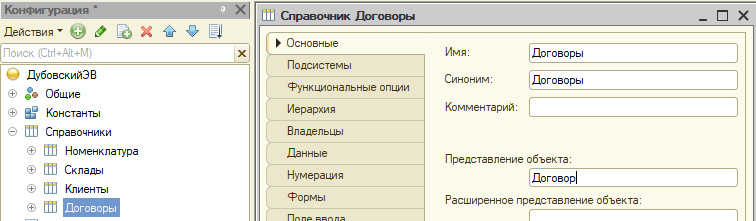 Конфигурация *
Действия
Поиск (Ctrl+Alt+M)
ДубовскийЭВ
Общие
Константы
Справочники
Номенклатура
Склады
Клиенты
Договоры
Справочник Договоры
Основные
Подсистемы
Функциональные опции
Иерархия
Владельцы
Данные
Нумерация
Формы
Поле ввода
Имя: Договоры
Синоним: Договоры
Комментарий:
Представление объекта:
Договор
Расширенное представление объекта: